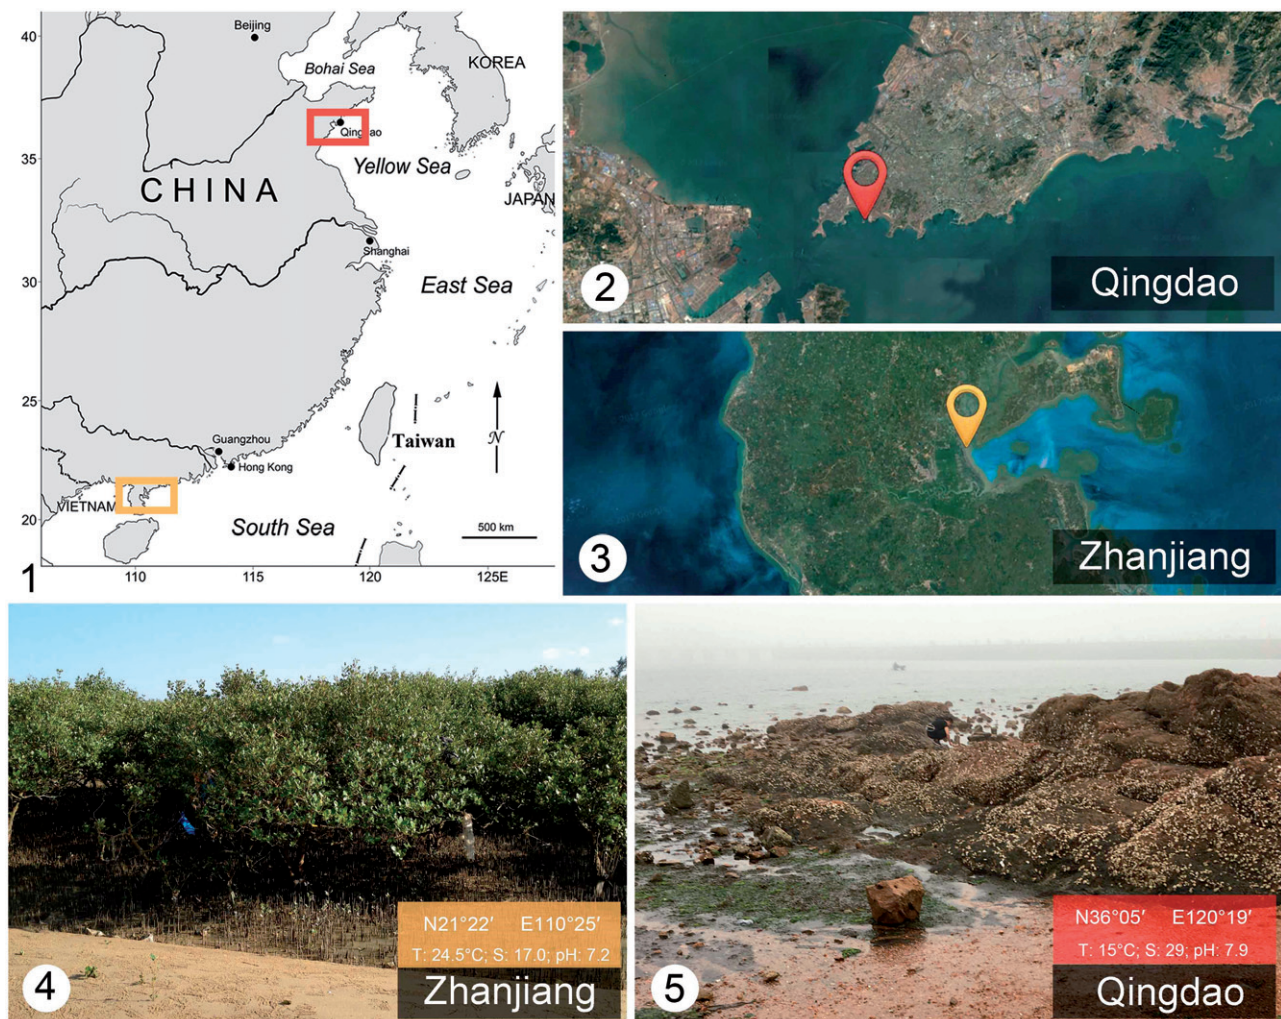 40
35
30
25
20
110
115
120
125E
Beijing
Bohai Sea
KOREA
Qingdao
Yellow Sea
CHINA
JAPAN
Shanghai
East Sea
Taiwan
N
Guangzhou
Hong Kong
VIETNAM
South Sea
500 km
1
2
Qingdao
3
Zhanjiang
N21°22′ E110°25′
T: 24.5°C; S: 17.0; pH: 7.2
4
Zhanjiang
N36°05′ E120°19′
T: 15°C; S: 29; pH: 7.9
5
Qingdao